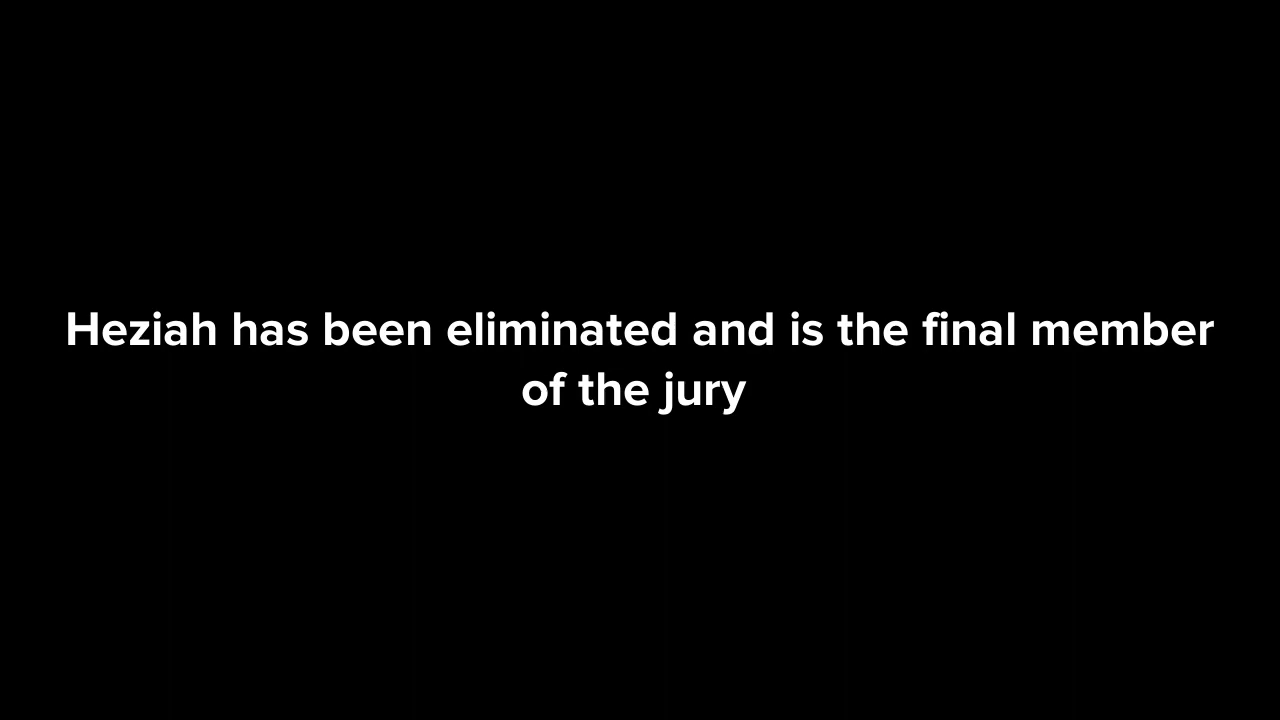 Heziah has been eliminated and is the final member
of the jury